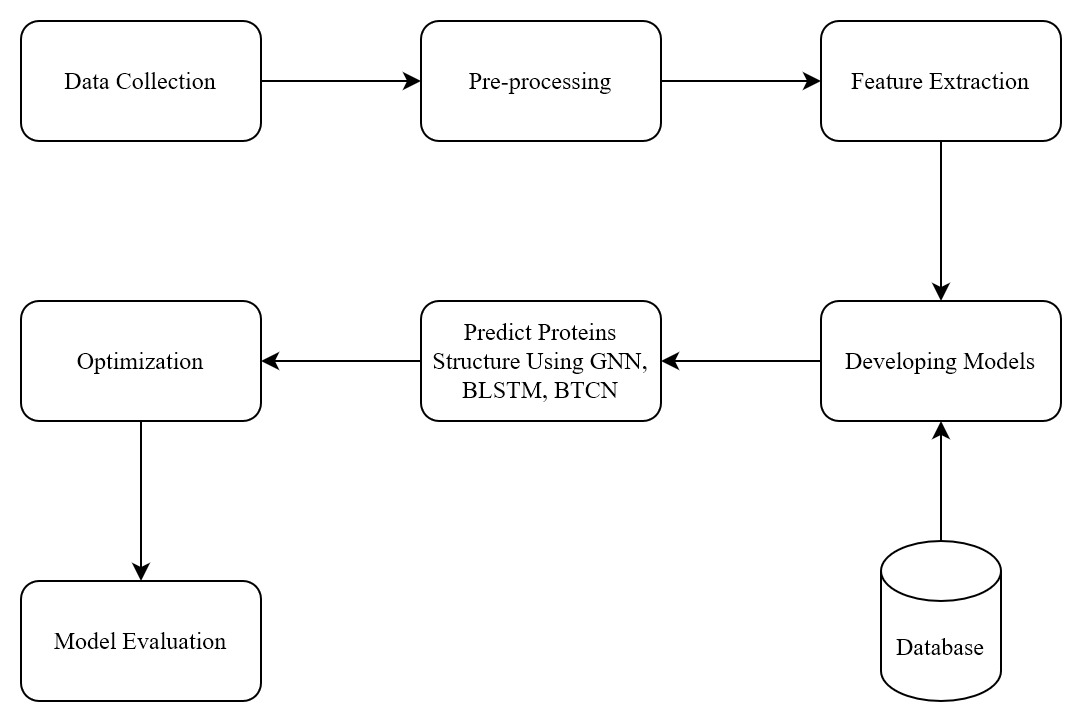 Data Collection
Pre-processing
Feature Extraction
Optimization
Predict Proteins
Structure Using GNN,
BLSTM, BTCN
Developing Models
Model Evaluation
Database